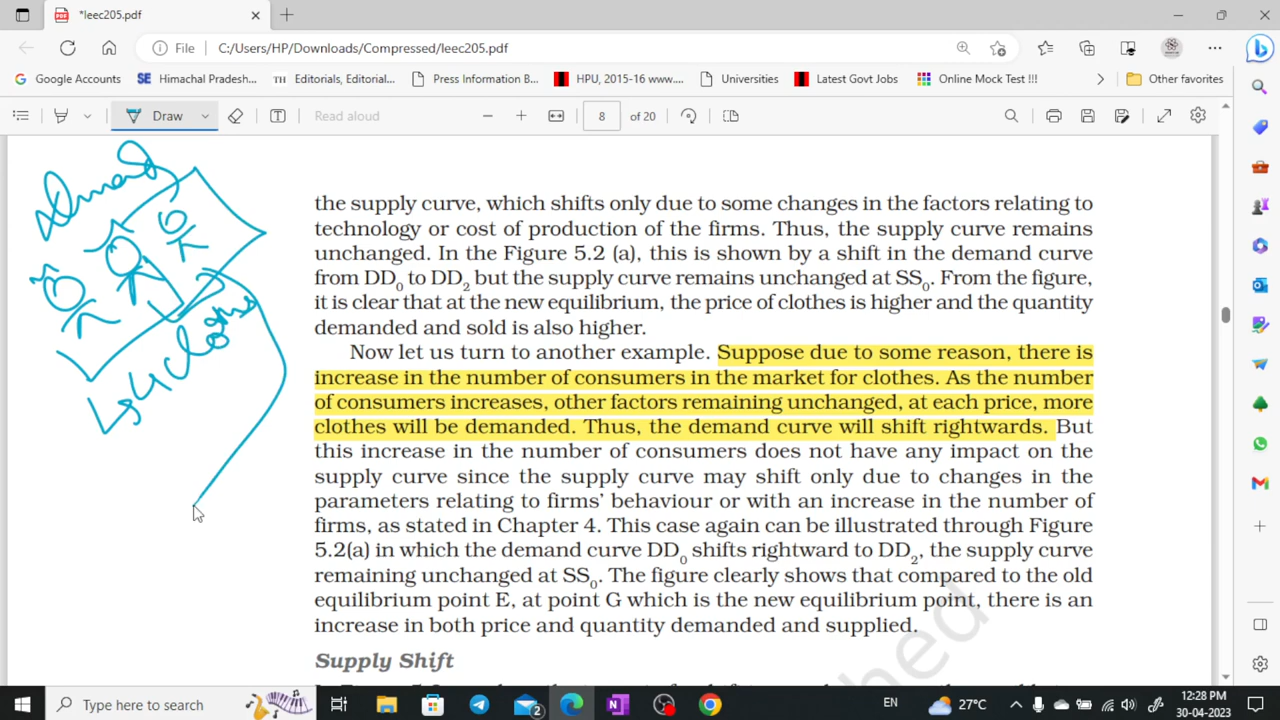 *leec205.pdf
File C:/Users/HP/Downloads/Compressed/leec205.pdf
Google Accounts SE Himachal Pradesh... TH Editorials, Editorial... Press Information B... HPU, 2015-16 www.... Universities Latest Govt Jobs Online Mock Test !!! Other favorites
Draw Read aloud 8 of 20
the supply curve, which shifts only due to some changes in the factors relating to
technology or cost of production of the firms. Thus, the supply curve remains
unchanged. In the Figure 5.2 (a), this is shown by a shift in the demand curve
from DD0 to DD2 but the supply curve remains unchanged at SS0. From the figure,
it is clear that at the new equilibrium, the price of clothes is higher and the quantity
demanded and sold is also higher.
Now let us turn to another example. Suppose due to some reason, there is
increase in the number of consumers in the market for clothes. As the number
of consumers increases, other factors remaining unchanged, at each price, more
clothes will be demanded. Thus, the demand curve will shift rightwards. But
this increase in the number of consumers does not have any impact on the
supply curve since the supply curve may shift only due to changes in the
parameters relating to firms' behaviour or with an increase in the number of
firms, as stated in Chapter 4. This case again can be illustrated through Figure
5.2(a) in which the demand curve DD0 shifts rightward to DD2, the supply curve
remaining unchanged at SS0. The figure clearly shows that compared to the old
equilibrium point E, at point G which is the new equilibrium point, there is an
increase in both price and quantity demanded and supplied.
Supply Shift
Type here to search 2 27°C EN 12:28 PM
30-04-2023